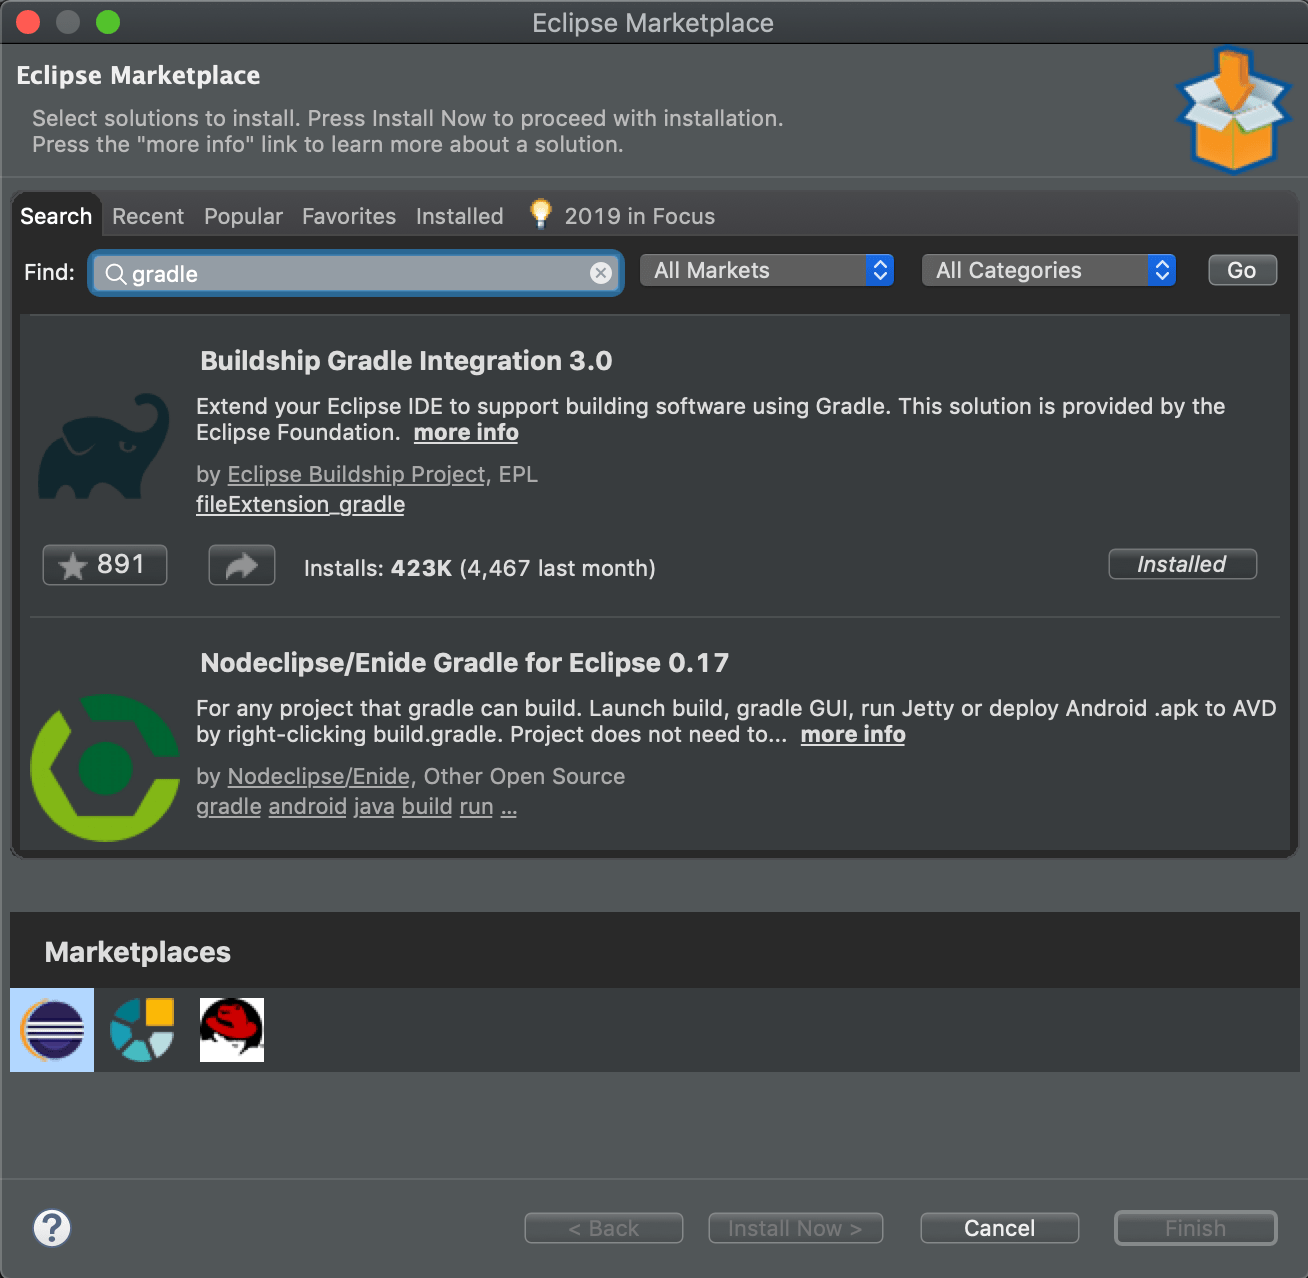 Eclipse Marketplace
Eclipse Marketplace
Select solutions to install. Press Install Now to proceed with installation.
Press the "more info" link to learn more about a solution.
Search Recent Popular Favorites Installed 2019 in Focus
Find: gradle All Markets All Categories Go
Buildship Gradle Integration 3.0
Extend your Eclipse IDE to support building software using Gradle. This solution is provided by the
Eclipse Foundation. more info
by Eclipse Buildship Project, EPL
fileExtension_gradle
891 Installs: 423K (4,467 last month) Installed
Nodeclipse/Enide Gradle for Eclipse 0.17
For any project that gradle can build. Launch build, gradle GUI, run Jetty or deploy Android .apk to AVD
by right-clicking build.gradle. Project does not need to... more info
by Nodeclipse/Enide, Other Open Source
gradle android java build run ...
Marketplaces
? < Back Install Now > Cancel Finish